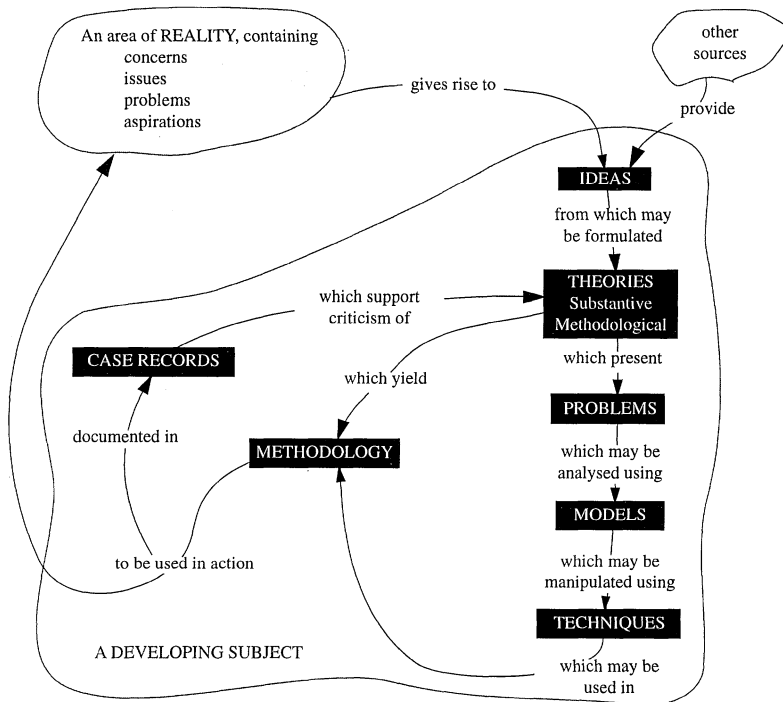 An area of REALITY, containing
concerns
issues
problems
aspirations
other
sources
gives rise to
provide
IDEAS
from which may
be formulated
THEORIES
Substantive
Methodological
which support
criticism of
CASE RECORDS
which yield
which present
PROBLEMS
documented in
METHODOLOGY
which may be
analysed using
MODELS
to be used in action
which may be
manipulated using
TECHNIQUES
A DEVELOPING SUBJECT
which may be
used in